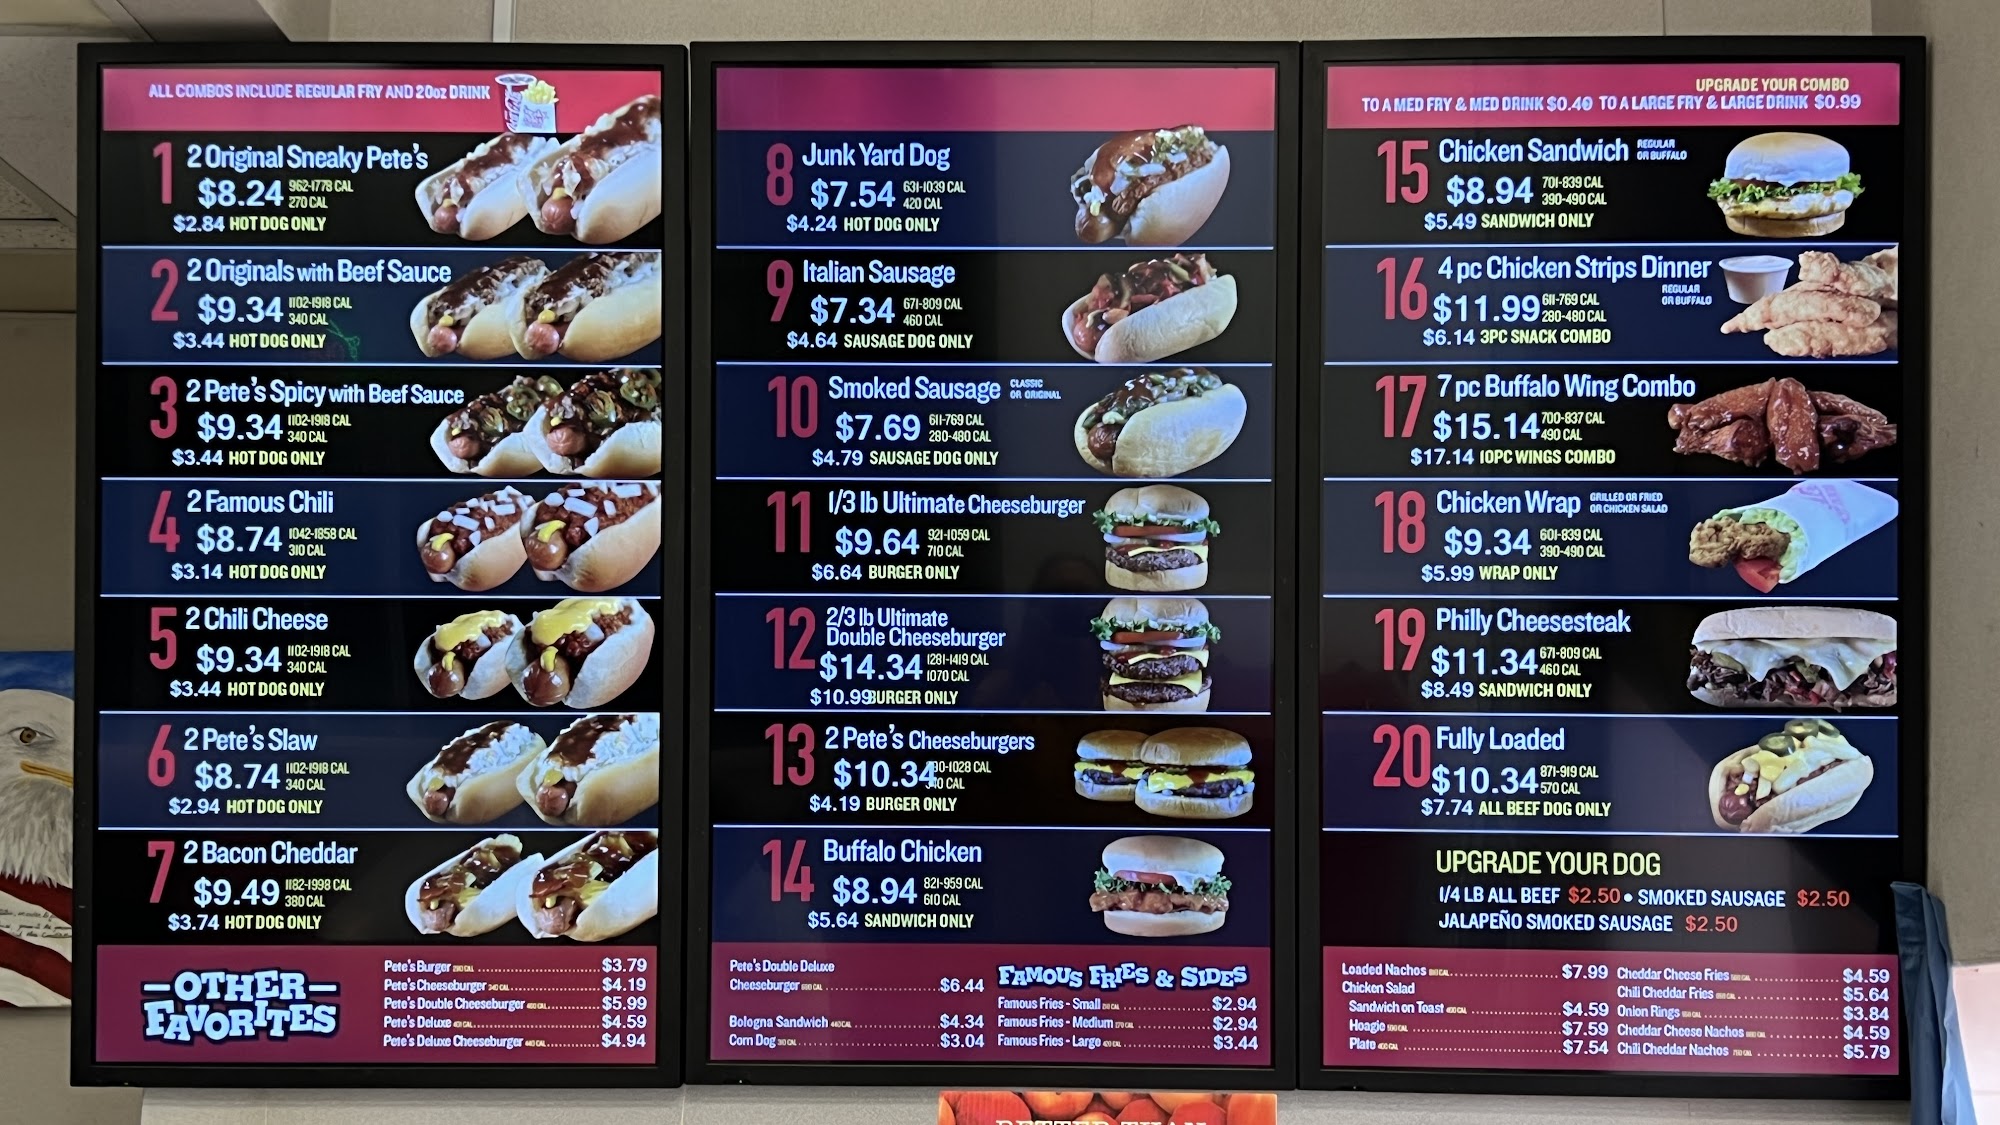 ALL COMBOS INCLUDE REGULAR FRY AND 20oz DRINK
1 2 Original Sneaky Pete's
$8.24 962-1778 CAL
270 CAL
$2.84 HOT DOG ONLY
2 2 Originals with Beef Sauce
$9.34 1102-1918 CAL
340 CAL
$3.44 HOT DOG ONLY
3 2 Pete's Spicy with Beef Sauce
$9.34 1102-1918 CAL
340 CAL
$3.44 HOT DOG ONLY
4 2 Famous Chili
$8.74 1042-1858 CAL
310 CAL
$3.14 HOT DOG ONLY
5 2 Chili Cheese
$9.34 1102-1918 CAL
340 CAL
$3.44 HOT DOG ONLY
6 2 Pete's Slaw
$8.74 1102-1918 CAL
340 CAL
$2.94 HOT DOG ONLY
7 2 Bacon Cheddar
$9.49 1182-1998 CAL
380 CAL
$3.74 HOT DOG ONLY
OTHER
FAVORITES
Pete's Burger $3.79
Pete's Cheeseburger $4.19
Pete's Double Cheeseburger $5.99
Pete's Deluxe $4.59
Pete's Deluxe Cheeseburger $4.94
8 Junk Yard Dog
$7.54 631-1039 CAL
420 CAL
$4.24 HOT DOG ONLY
9 Italian Sausage
$7.34 671-809 CAL
460 CAL
$4.64 SAUSAGE DOG ONLY
10 Smoked Sausage CLASSIC
OR ORIGINAL
$7.69 611-769 CAL
280-480 CAL
$4.79 SAUSAGE DOG ONLY
11 1/3 lb Ultimate Cheeseburger
$9.64 921-1059 CAL
710 CAL
$6.64 BURGER ONLY
12 2/3 lb Ultimate
Double Cheeseburger
$14.34 1281-1419 CAL
1070 CAL
$10.99 BURGER ONLY
13 2 Pete's Cheeseburgers
$10.34 -1028 CAL
CAL
$4.19 BURGER ONLY
14 Buffalo Chicken
$8.94 821-959 CAL
610 CAL
$5.64 SANDWICH ONLY
Pete's Double Deluxe
Cheeseburger $6.44
Bologna Sandwich $4.34
Corn Dog $3.04
FAMOUS FRIES & SIDES
Famous Fries - Small $2.94
Famous Fries - Medium $2.94
Famous Fries - Large $3.44
UPGRADE YOUR COMBO
TO A MED FRY & MED DRINK $0.40 TO A LARGE FRY & LARGE DRINK $0.99
15 Chicken Sandwich REGULAR
OR BUFFALO
$8.94 701-839 CAL
390-490 CAL
$5.49 SANDWICH ONLY
16 4 pc Chicken Strips Dinner
REGULAR
OR BUFFALO
$11.99 611-769 CAL
280-480 CAL
$6.14 3PC SNACK COMBO
17 7 pc Buffalo Wing Combo
$15.14 700-837 CAL
490 CAL
$17.14 10PC WINGS COMBO
18 Chicken Wrap GRILLED OR FRIED
OR CHICKEN SALAD
$9.34 601-839 CAL
390-490 CAL
$5.99 WRAP ONLY
19 Philly Cheesesteak
$11.34 671-809 CAL
460 CAL
$8.49 SANDWICH ONLY
20 Fully Loaded
$10.34 871-919 CAL
570 CAL
$7.74 ALL BEEF DOG ONLY
UPGRADE YOUR DOG
1/4 LB ALL BEEF $2.50 • SMOKED SAUSAGE $2.50
JALAPEÑO SMOKED SAUSAGE $2.50
Loaded Nachos $7.99
Chicken Salad
Sandwich on Toast $4.59
Hoagie $7.59
Plate $7.54
Cheddar Cheese Fries $4.59
Chili Cheddar Fries $5.64
Onion Rings $3.84
Cheddar Cheese Nachos $4.59
Chili Cheddar Nachos $5.79
BETTER THAN